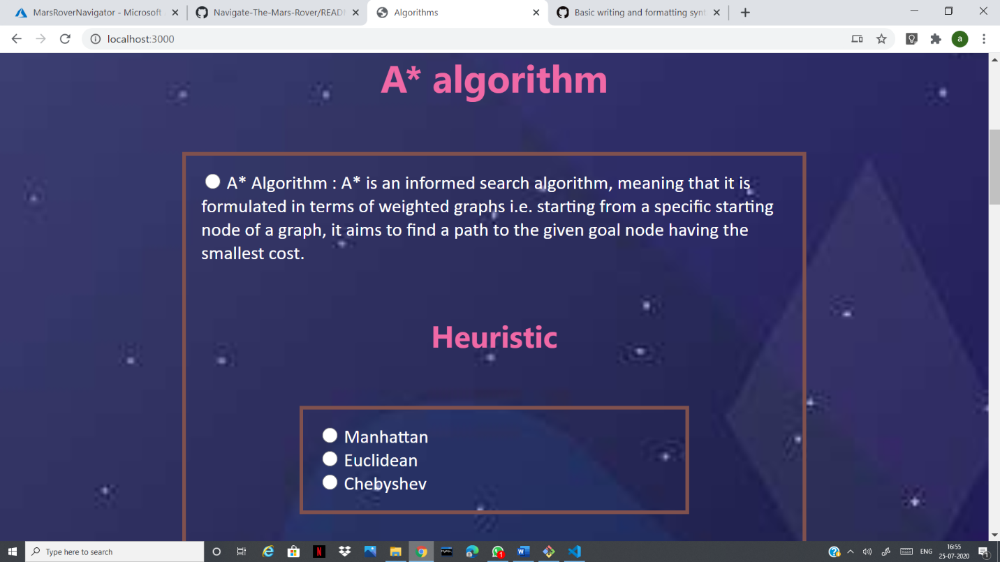 MarsRoverNavigator - Microsoft
Navigate-The-Mars-Rover/READ
Algorithms
Basic writing and formatting synt
localhost:3000
a
A* algorithm
A* Algorithm : A* is an informed search algorithm, meaning that it is
formulated in terms of weighted graphs i.e. starting from a specific starting
node of a graph, it aims to find a path to the given goal node having the
smallest cost.
Heuristic
Manhattan
Euclidean
Chebyshev
Type here to search
ENG
16:55
25-07-2020